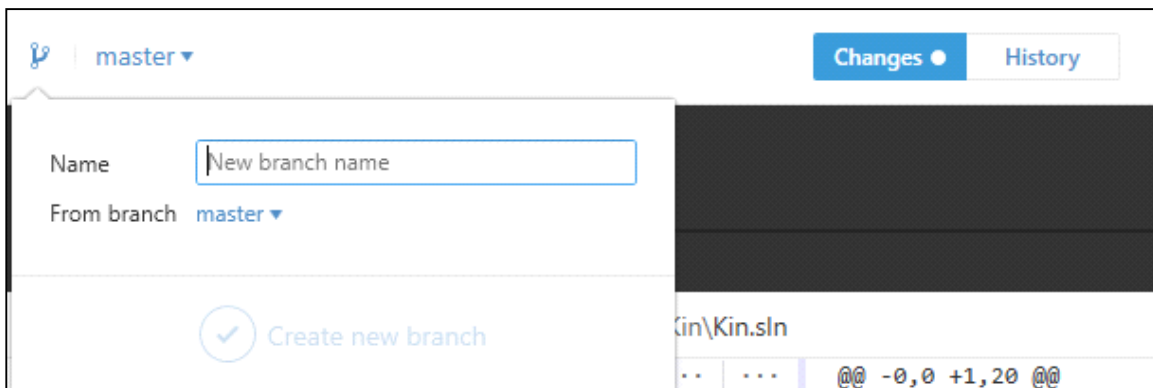 master
Changes
History
Name
New branch name
From branch master
Create new branch
Kin\Kin.sln
.. ... @@ -0,0 +1,20 @@